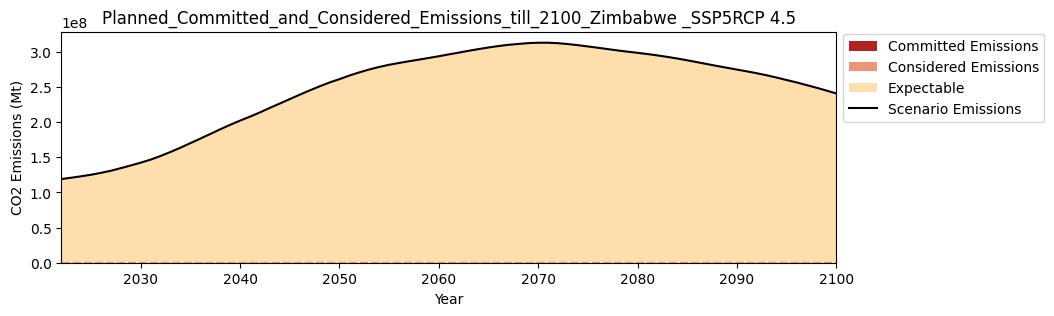 Planned_Committed_and_Considered_Emissions_till_2100_Zimbabwe _SSP5RCP 4.5
1e8
3.0
2.5
2.0
1.5
1.0
0.5
0.0
CO2 Emissions (Mt)
2030 2040 2050 2060 2070 2080 2090 2100
Year
Committed Emissions
Considered Emissions
Expectable
Scenario Emissions